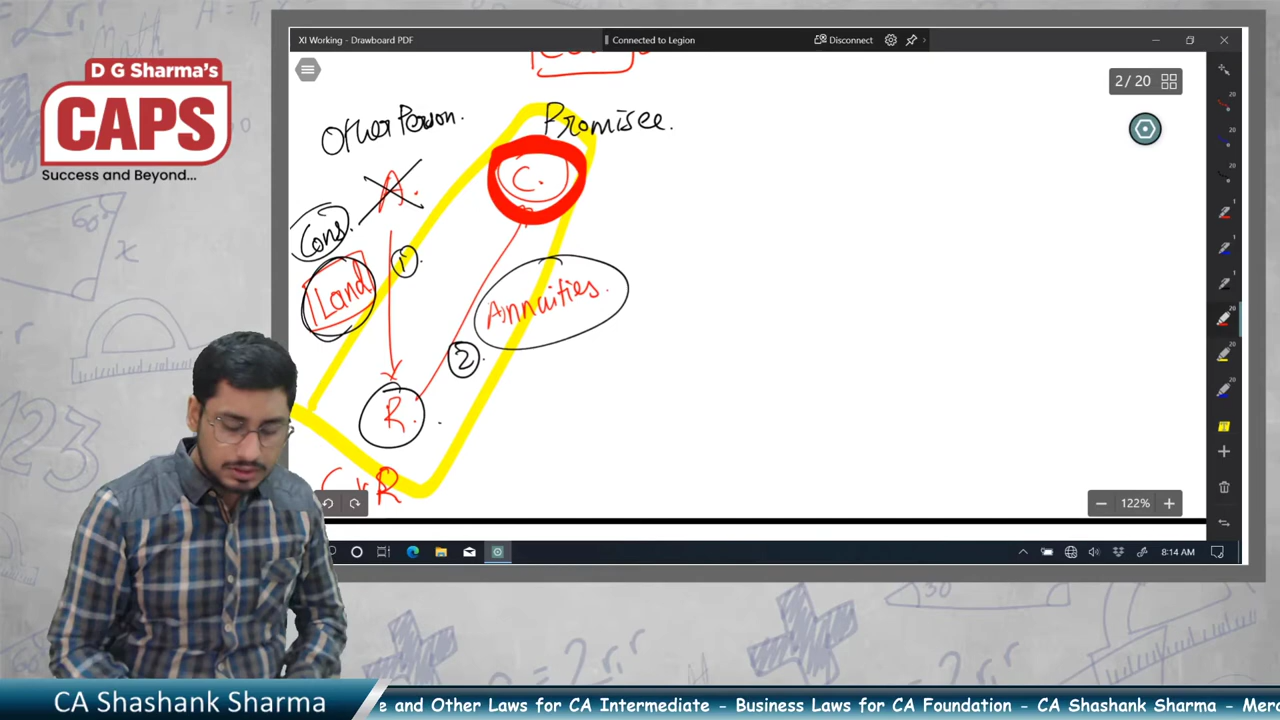 D G Sharma's
CAPS
Success and Beyond...
XI Working - Drawboard PDF
Connected to Legion
Disconnect
2 / 20
Other Person.
Promisee.
A.
C.
Cons.
Land
1
Annuities.
2
R.
R
122%
8:14 AM
CA Shashank Sharma
e and Other Laws for CA Intermediate - Business Laws for CA Foundation - CA Shashank Sharma - Merc